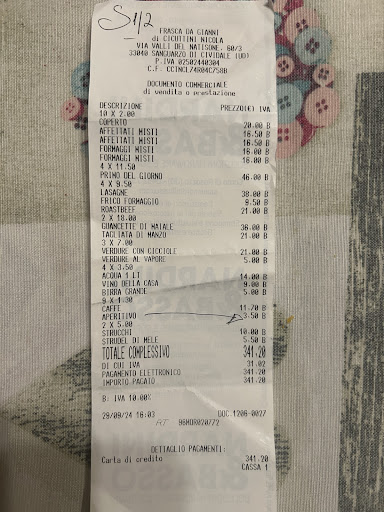 S 1/2
FRASCA DA GIANNI
di CICUTTINI NICOLA
VIA VALLI DEL NATISONE, 60/3
33040 SANGUARZO DI CIVIDALE (UD)
P.IVA 02502440304
C.F. CCTNCL74R04C758B
DOCUMENTO COMMERCIALE
di vendita o prestazione
DESCRIZIONE PREZZO(€) IVA
10 X 2.00
COPERTO 20.00 B
AFFETTATI MISTI 16.50 B
AFFETTATI MISTI 16.50 B
FORMAGGI MISTI 16.00 B
FORMAGGI MISTI 16.00 B
4 X 11.50
PRIMO DEL GIORNO 46.00 B
4 X 9.50
LASAGNE 38.00 B
FRICO FORMAGGIO 9.50 B
ROASTBEEF 21.00 B
2 X 18.00
GUANCETTE DI MAIALE 36.00 B
TAGLIATA DI MANZO 21.00 B
3 X 7.00
VERDURE CON CICCIOLE 21.00 B
VERDURE AL VAPORE 5.00 B
4 X 3.50
ACQUA 1 LT 14.00 B
VINO DELLA CASA 9.00 B
BIRRA GRANDE 5.00 B
9 X 1.30
CAFFE 11.70 B
APERITIVO 3.50 B
2 X 5.00
STRUCCHI 10.00 B
STRUDEL DI MELE 5.50 B
TOTALE COMPLESSIVO 341.20
DI CUI IVA 31.02
PAGAMENTO ELETTRONICO 341.20
IMPORTO PAGATO 341.20
B: IVA 10.00%
29/09/24 16:03 DOC.1206-0027
RT 96MOR020772
DETTAGLIO PAGAMENTI:
Carta di credito 341.20
CASSA 1